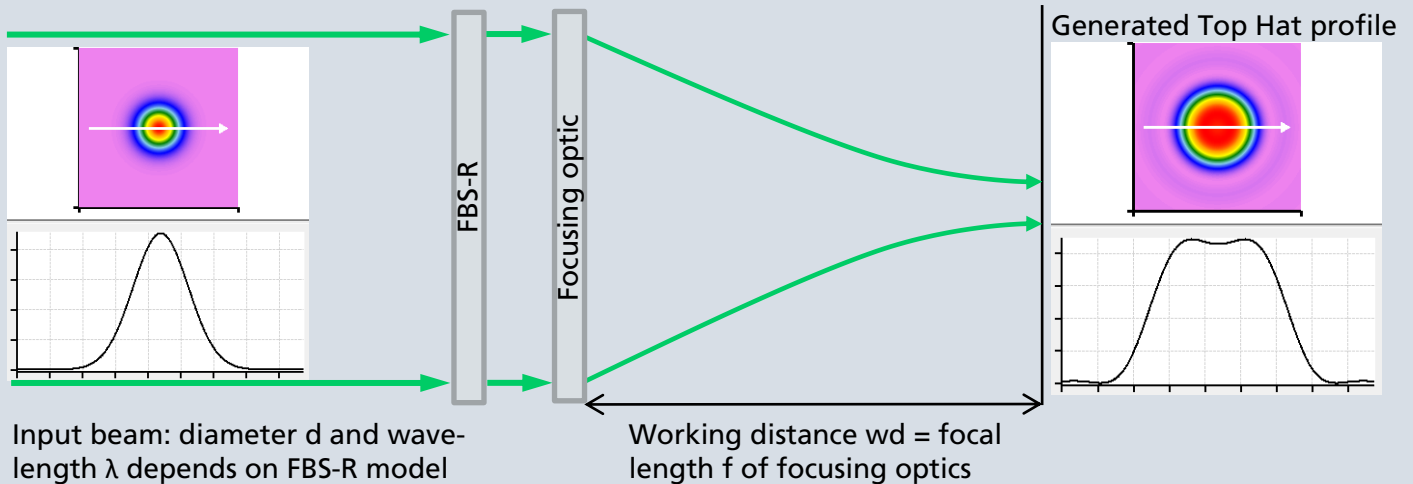 Generated Top Hat profile
FBS-R
Focusing optic
Input beam: diameter d and wave-
length λ depends on FBS-R model
Working distance wd = focal
length f of focusing optics